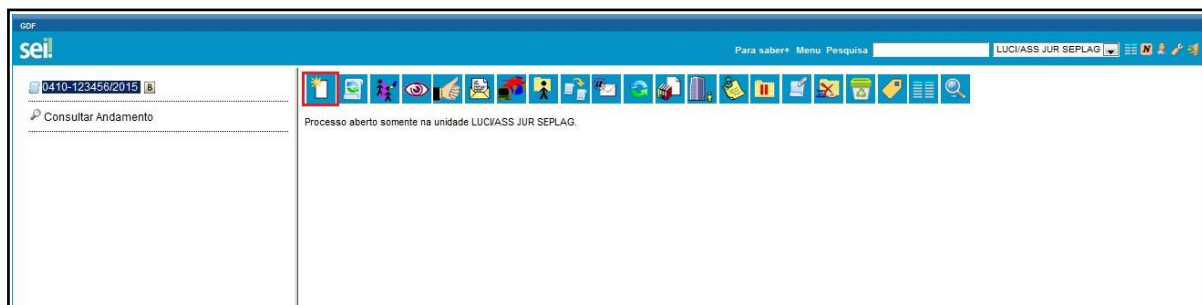 GDF
sei!
Para saber+ Menu Pesquisa LUCI/ASS JUR SEPLAG N
0410-123456/2015 B
Consultar Andamento
Processo aberto somente na unidade LUCI/ASS JUR SEPLAG.